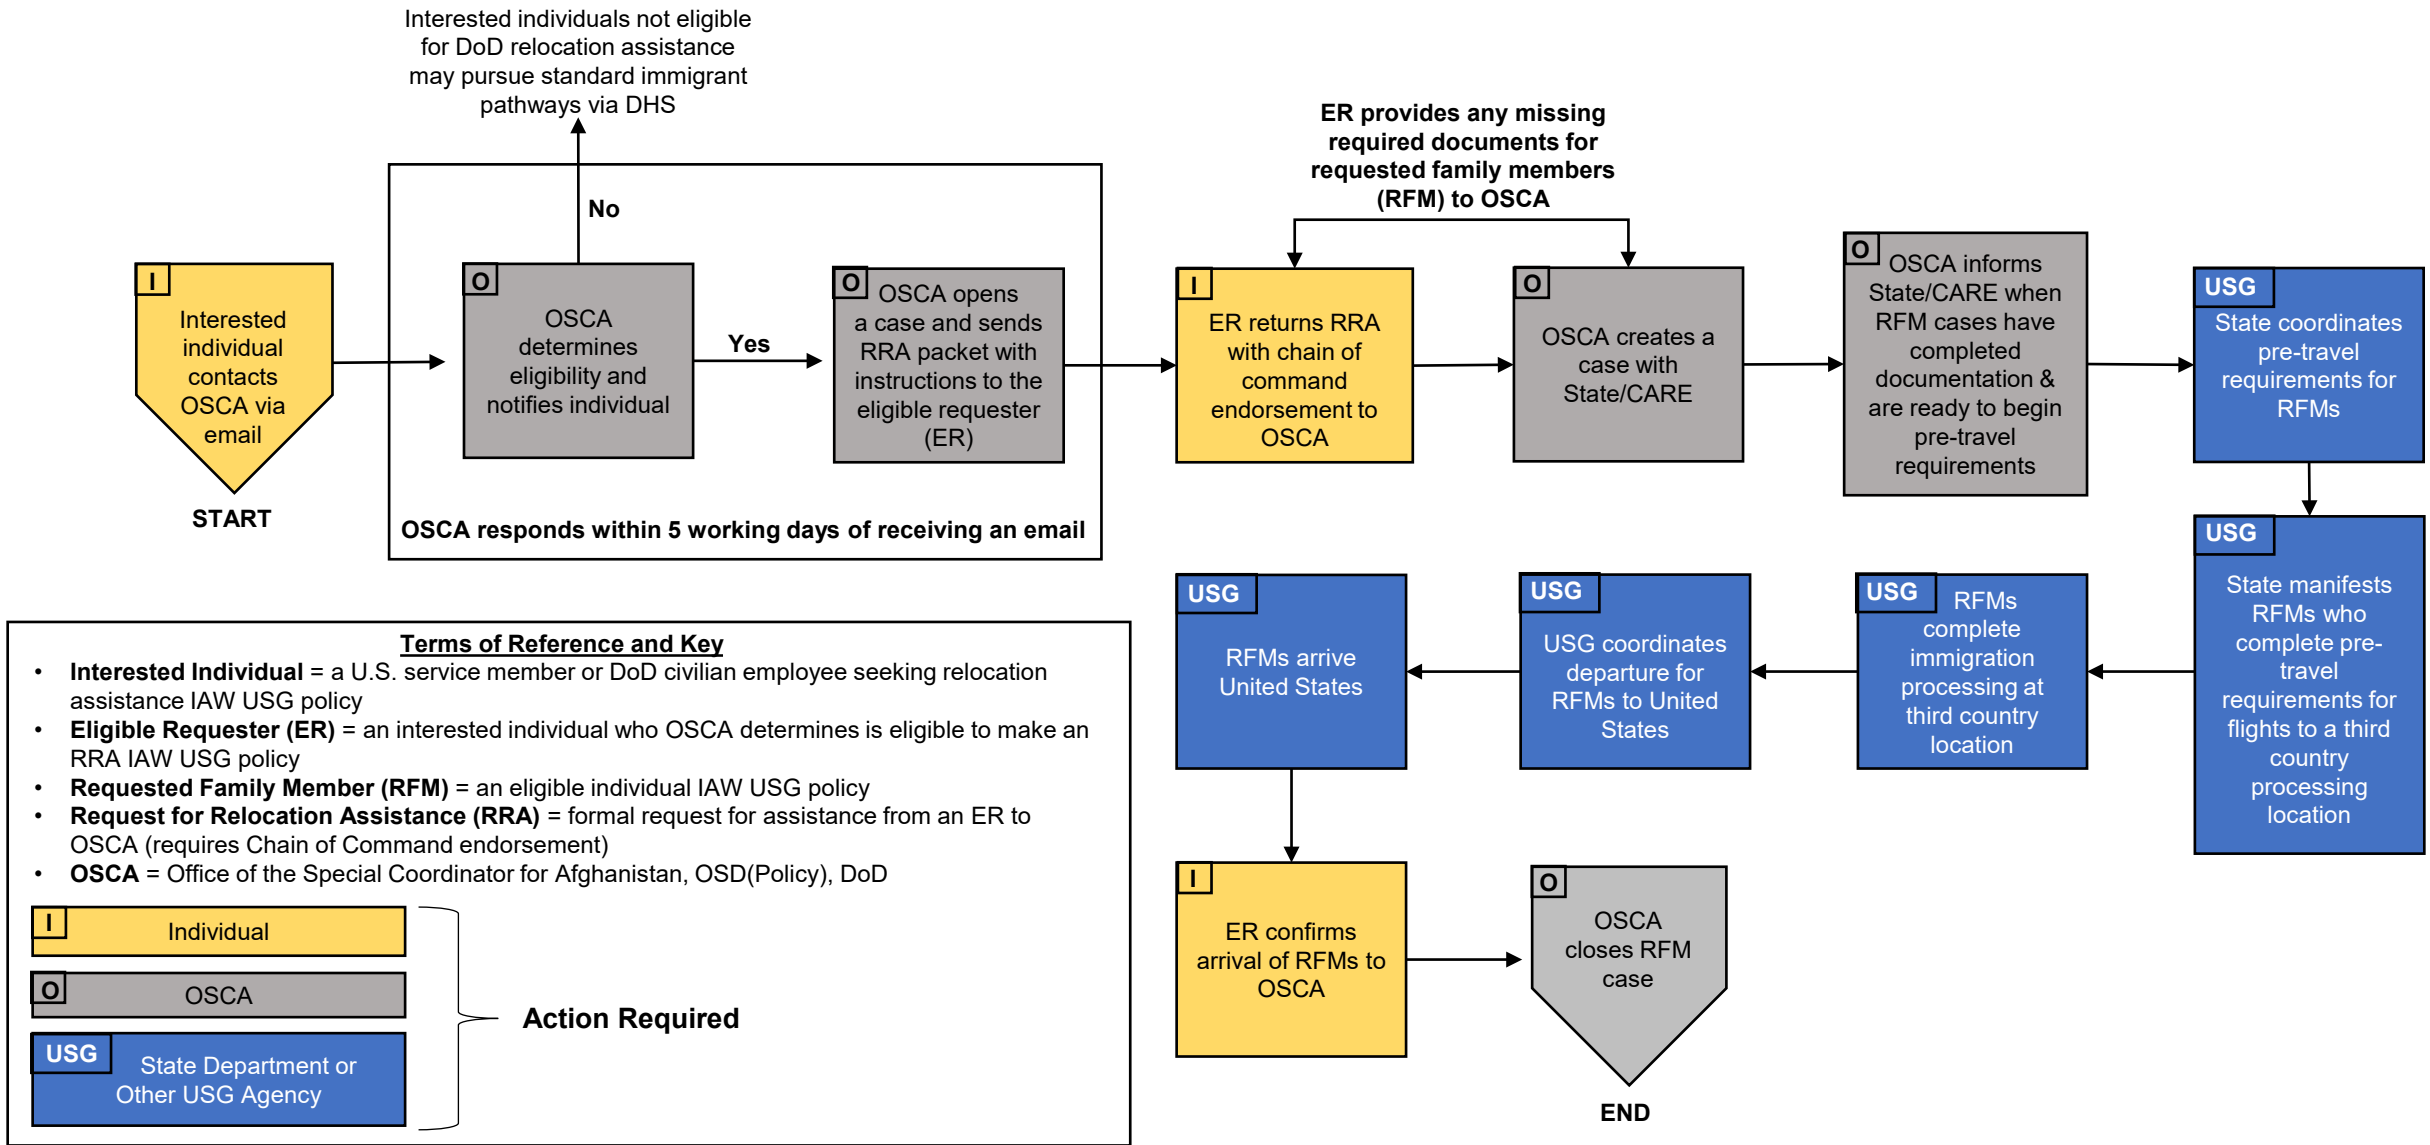 Interested individuals not eligible
for DoD relocation assistance
may pursue standard immigrant
pathways via DHS
No
I
Interested
individual
contacts
OSCA via
email
START
O
OSCA
determines
eligibility and
notifies individual
Yes
O
OSCA opens
a case and sends
RRA packet with
instructions to the
eligible requester
(ER)
OSCA responds within 5 working days of receiving an email
ER provides any missing
required documents for
requested family members
(RFM) to OSCA
I
ER returns RRA
with chain of
command
endorsement to
OSCA
O
OSCA creates a
case with
State/CARE
O
OSCA informs
State/CARE when
RFM cases have
completed
documentation &
are ready to begin
pre-travel
requirements
USG
State coordinates
pre-travel
requirements for
RFMs
USG
State manifests
RFMs who
complete pre-
travel
requirements for
flights to a third
country
processing
location
USG
RFMs
complete
immigration
processing at
third country
location
USG
USG coordinates
departure for
RFMs to United
States
USG
RFMs arrive
United States
I
ER confirms
arrival of RFMs to
OSCA
O
OSCA
closes RFM
case
END
Terms of Reference and Key
• Interested Individual = a U.S. service member or DoD civilian employee seeking relocation
assistance IAW USG policy
• Eligible Requester (ER) = an interested individual who OSCA determines is eligible to make an
RRA IAW USG policy
• Requested Family Member (RFM) = an eligible individual IAW USG policy
• Request for Relocation Assistance (RRA) = formal request for assistance from an ER to
OSCA (requires Chain of Command endorsement)
• OSCA = Office of the Special Coordinator for Afghanistan, OSD(Policy), DoD
I
Individual
O
OSCA
USG
State Department or
Other USG Agency
Action Required